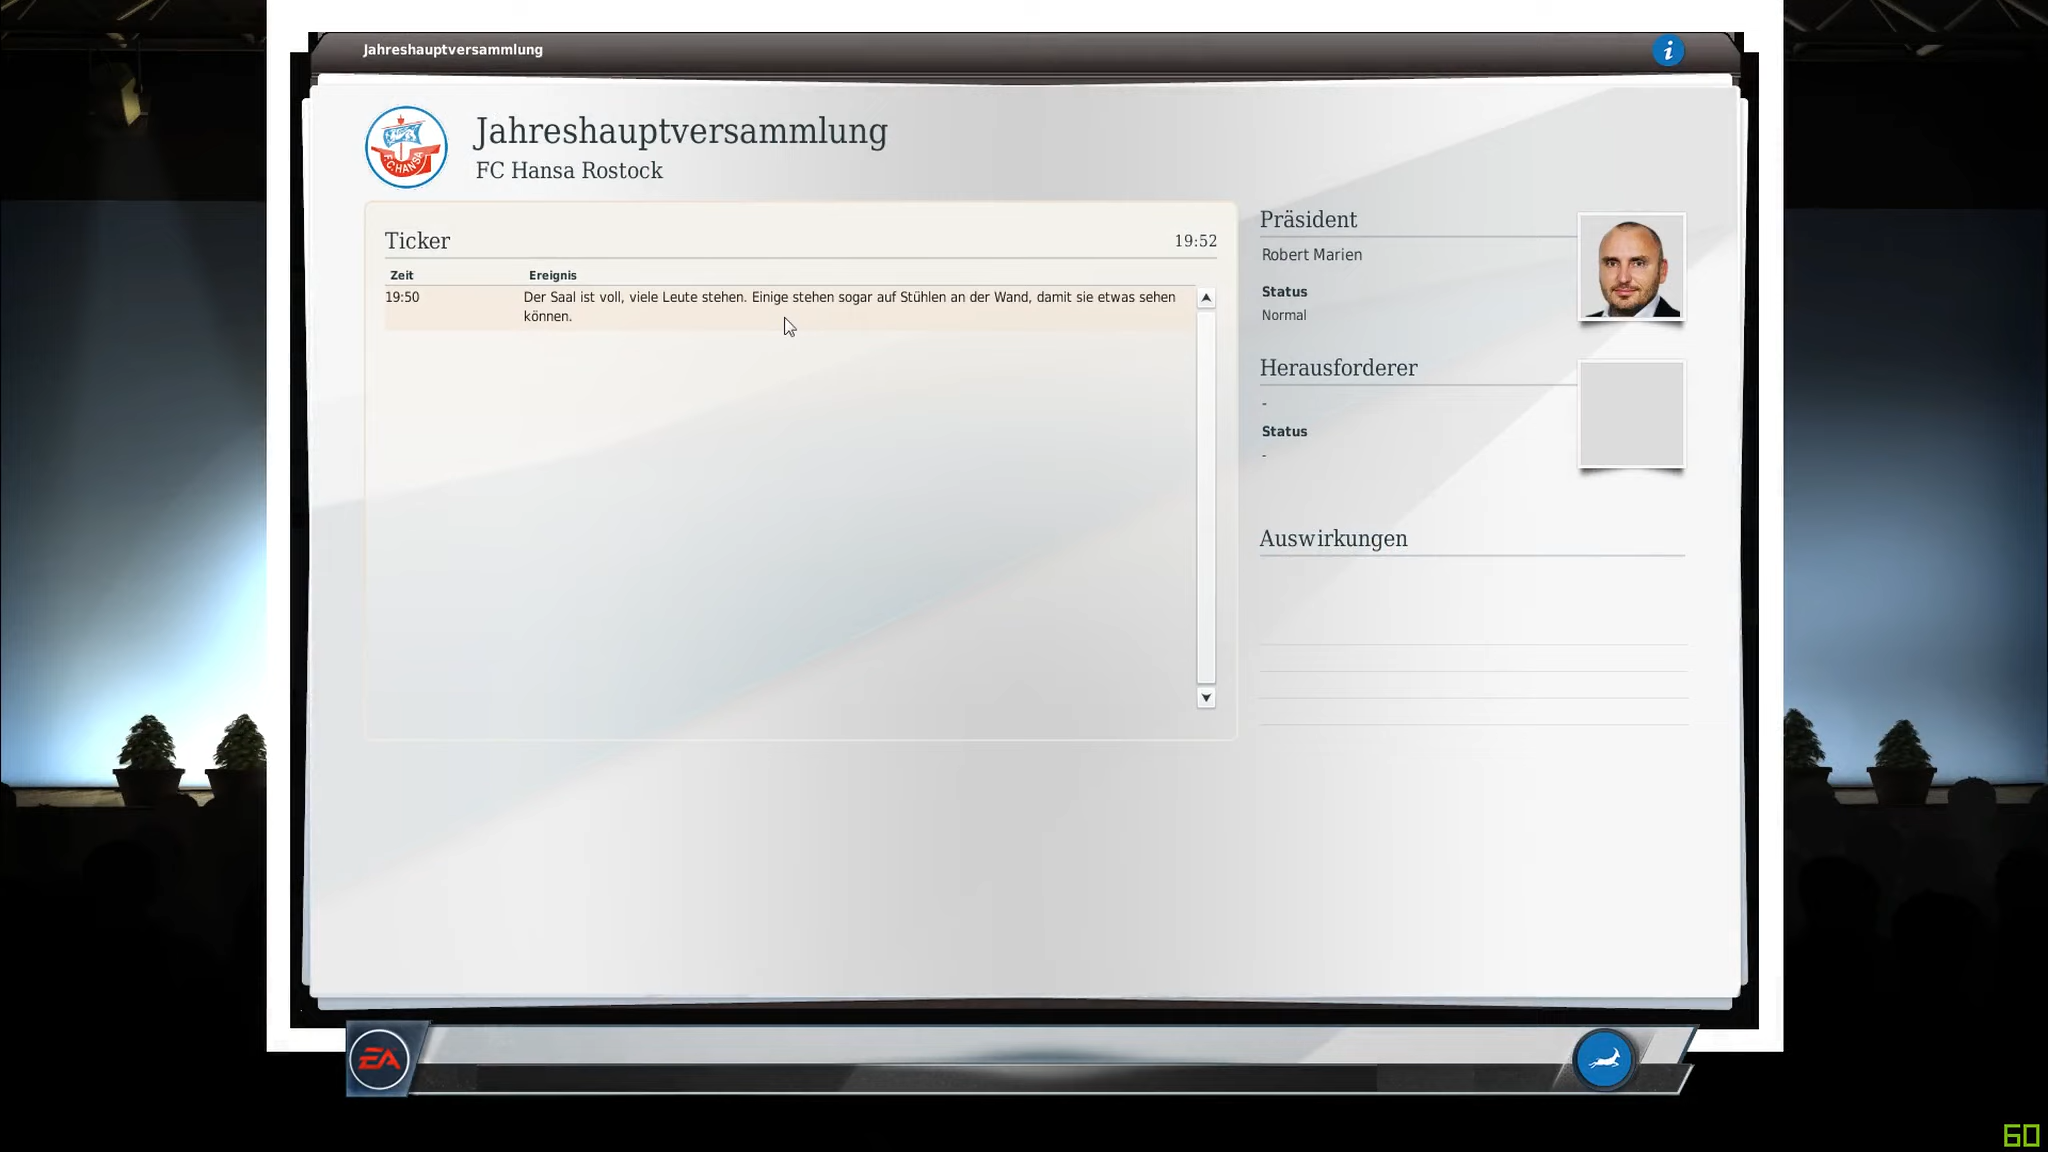 Jahreshauptversammlung
i
Jahreshauptversammlung
FC Hansa Rostock
F.C. HANSA
Ticker
19:52
Zeit
Ereignis
19:50
Der Saal ist voll, viele Leute stehen. Einige stehen sogar auf Stühlen an der Wand, damit sie etwas sehen
können.
Präsident
Robert Marien
Status
Normal
Herausforderer
-
Status
-
Auswirkungen
EA
60